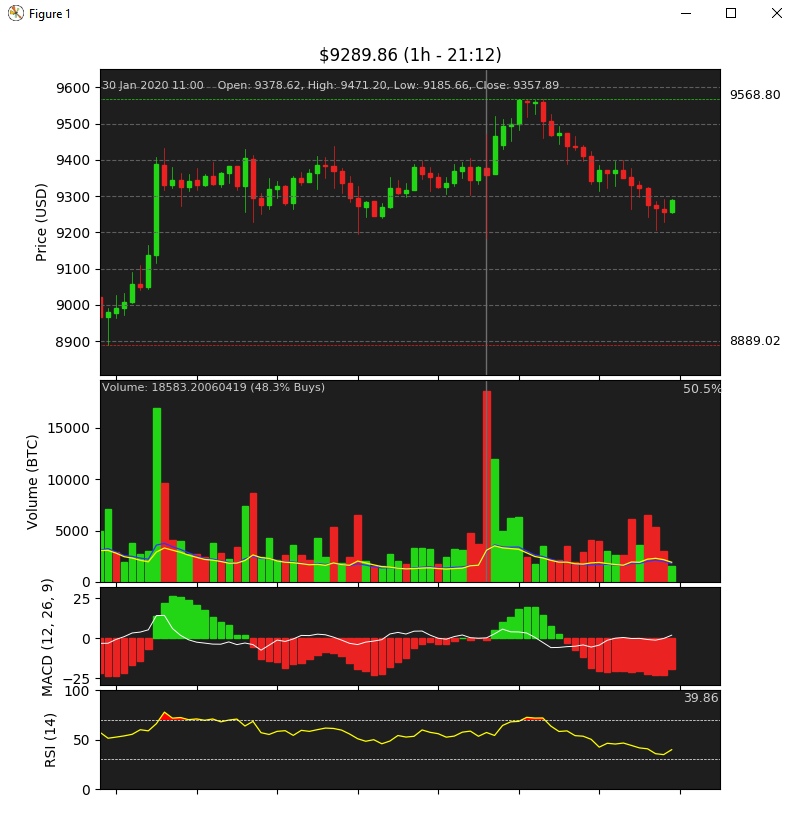 Figure 1
$9289.86 (1h - 21:12)
30 Jan 2020 11:00 Open: 9378.62, High: 9471.20, Low: 9185.66, Close: 9357.89
9568.80
8889.02
9600
9500
9400
9300
9200
9100
9000
8900
Price (USD)
Volume: 18583.20060419 (48.3% Buys)
50.5%
15000
10000
5000
0
Volume (BTC)
25
0
−25
MACD (12, 26, 9)
39.86
100
50
0
RSI (14)